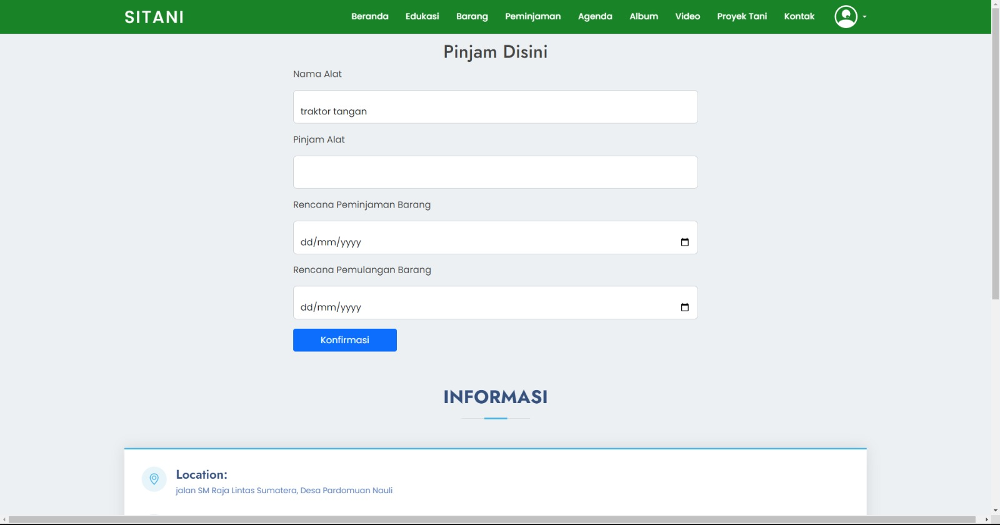 SITANI
Beranda Edukasi Barang Peminjaman Agenda Album Video Proyek Tani Kontak
Pinjam Disini
Nama Alat
traktor tangan
Pinjam Alat
Rencana Peminjaman Barang
dd/mm/yyyy
Rencana Pemulangan Barang
dd/mm/yyyy
Konfirmasi
INFORMASI
Location:
jalan SM Raja Lintas Sumatera, Desa Pardomuan Nauli